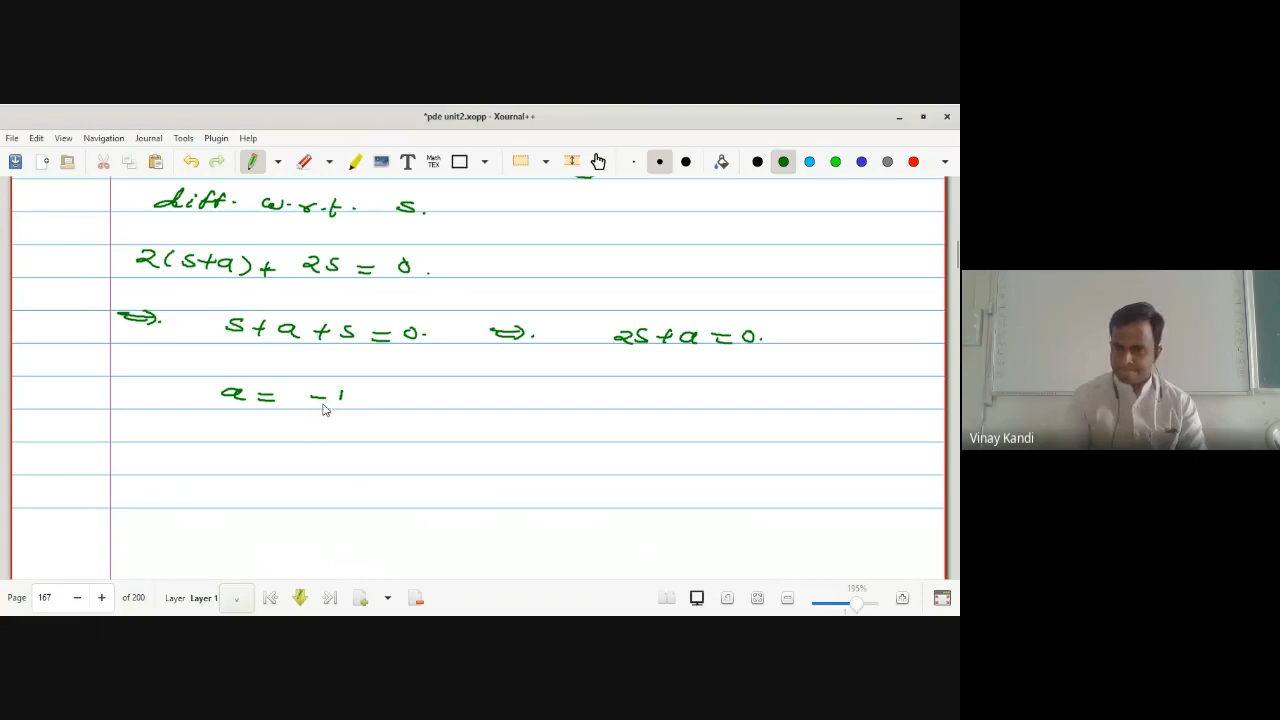 *pde unit2.xopp - Xournal++
File Edit View Navigation Journal Tools Plugin Help
diff. w.r.t. s.
2(s+a)+ 2s = 0.
⇒ s+a+s=0. ⇒ 2s+a=0.
a= -1
Vinay Kandi
195%
Page 167 of 200 Layer Layer 1